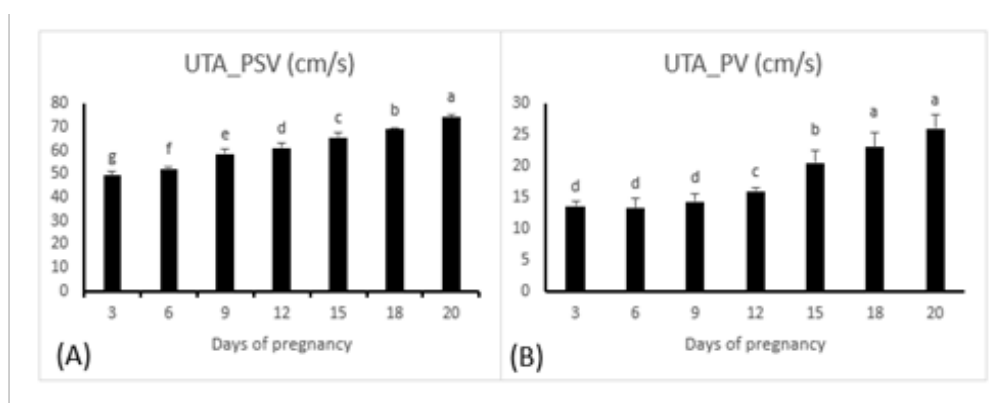 UTA_PSV (cm/s)
80
70
60
50
40
30
20
10
0
g
f
e
d
c
b
a
3 6 9 12 15 18 20
Days of pregnancy
(A)
UTA_PV (cm/s)
30
25
20
15
10
5
0
d
d
d
c
b
a
a
3 6 9 12 15 18 20
Days of pregnancy
(B)